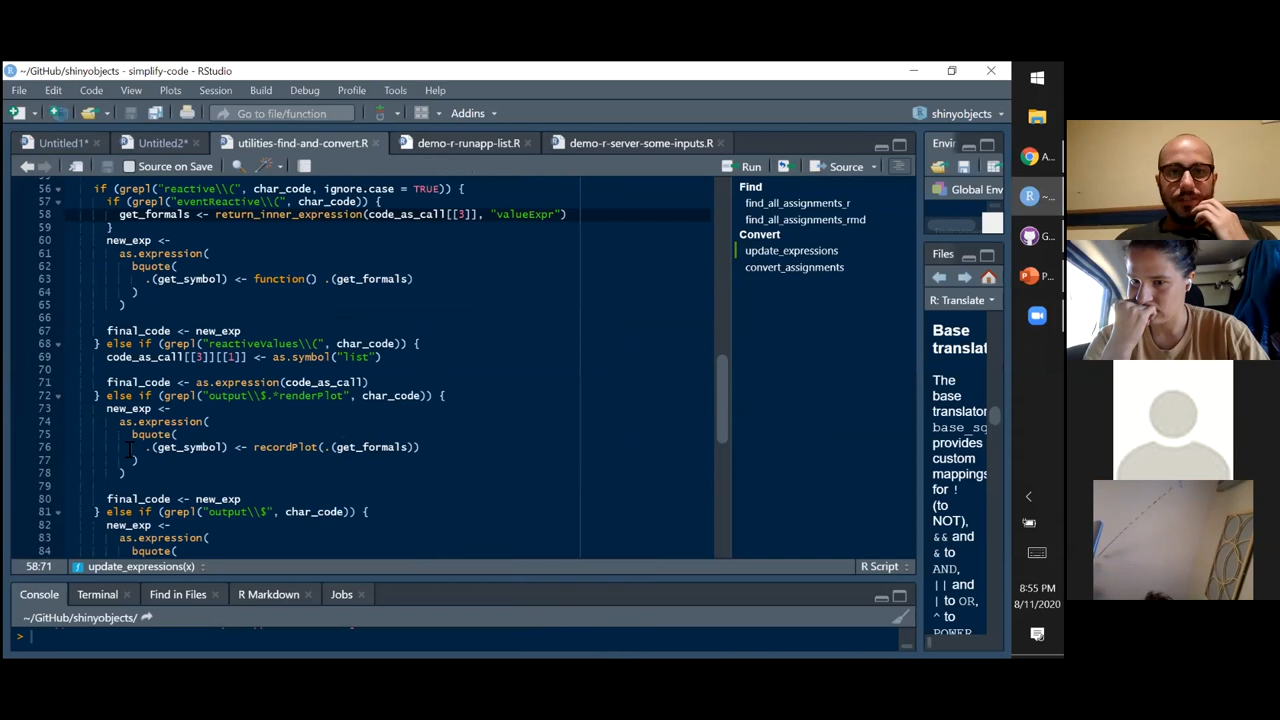 ~/GitHub/shinyobjects - simplify-code - RStudio
File Edit Code View Plots Session Build Debug Profile Tools Help
Go to file/function Addins shinyobjects
Untitled1* Untitled2* utilities-find-and-convert.R demo-r-runapp-list.R demo-r-server-some-inputs.R
Source on Save Run Source
56 if (grepl("reactive\\(", char_code, ignore.case = TRUE)) {
57 if (grepl("eventReactive\\(", char_code)) {
58 get_formals <- return_inner_expression(code_as_call[[3]], "valueExpr")
59 }
60 new_exp <-
61 as.expression(
62 bquote(
63 .(get_symbol) <- function() .(get_formals)
64 )
65 )
66
67 final_code <- new_exp
68 } else if (grepl("reactiveValues\\(", char_code)) {
69 code_as_call[[3]][[1]] <- as.symbol("list")
70
71 final_code <- as.expression(code_as_call)
72 } else if (grepl("output\\$.*renderPlot", char_code)) {
73 new_exp <-
74 as.expression(
75 bquote(
76 .(get_symbol) <- recordPlot(.(get_formals))
77 )
78 )
79
80 final_code <- new_exp
81 } else if (grepl("output\\$", char_code)) {
82 new_exp <-
83 as.expression(
84 bquote(
58:71 update_expressions(x) R Script
Find
find_all_assignments_r
find_all_assignments_rmd
Convert
update_expressions
convert_assignments
Console Terminal Find in Files R Markdown Jobs
~/GitHub/shinyobjects/
>
Envi
Global Env
Files
R: Translate
Base
translat
The
base
translator
base_sq
provides
custom
mappings
for !
(to
NOT),
&& and
& to
AND,
|| and
| to OR,
^ to
POWER
A...
~...
G...
P...
8:55 PM
8/11/2020